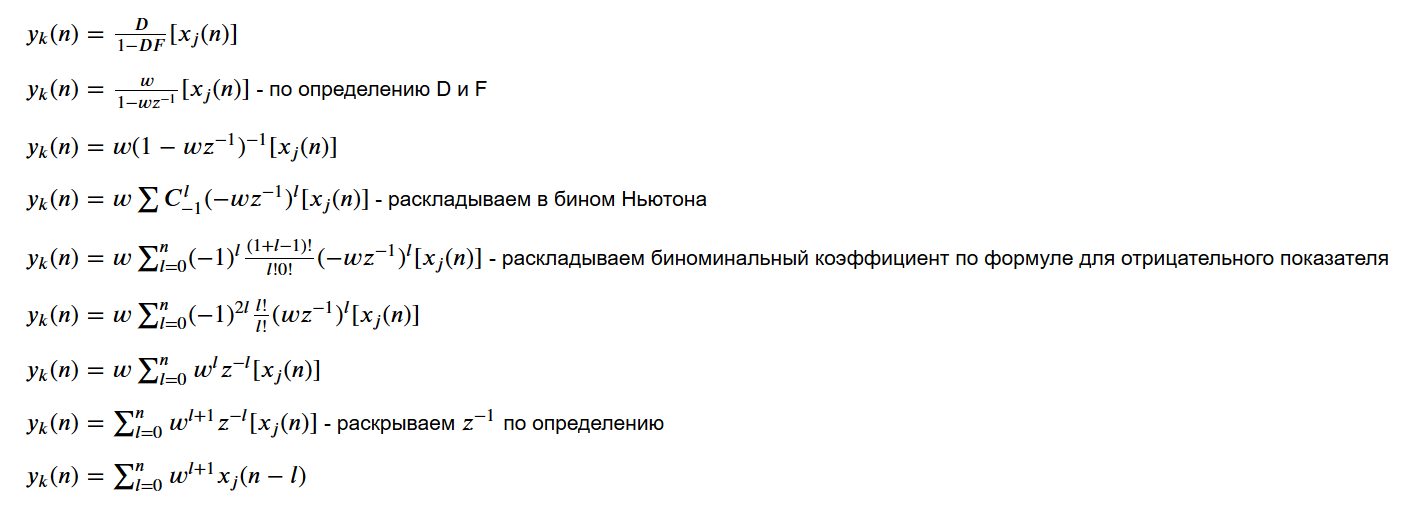 $y_k(n) = \frac{D}{1-DF}[x_j(n)]$
$y_k(n) = \frac{w}{1-wz^{-1}}[x_j(n)]$ - по определению D и F
$y_k(n) = w(1 - wz^{-1})^{-1}[x_j(n)]$
$y_k(n) = w \sum C_{-1}^{l}(-wz^{-1})^l[x_j(n)]$ - раскладываем в бином Ньютона
$y_k(n) = w \sum_{l=0}^{n}(-1)^l \frac{(1+l-1)!}{l!0!}(-wz^{-1})^l[x_j(n)]$ - раскладываем биноминальный коэффициент по формуле для отрицательного показателя
$y_k(n) = w \sum_{l=0}^{n}(-1)^{2l} \frac{l!}{l!}(wz^{-1})^l[x_j(n)]$
$y_k(n) = w \sum_{l=0}^{n} w^l z^{-l}[x_j(n)]$
$y_k(n) = \sum_{l=0}^{n} w^{l+1} z^{-l}[x_j(n)]$ - раскрываем $z^{-1}$ по определению
$y_k(n) = \sum_{l=0}^{n} w^{l+1} x_j(n - l)$